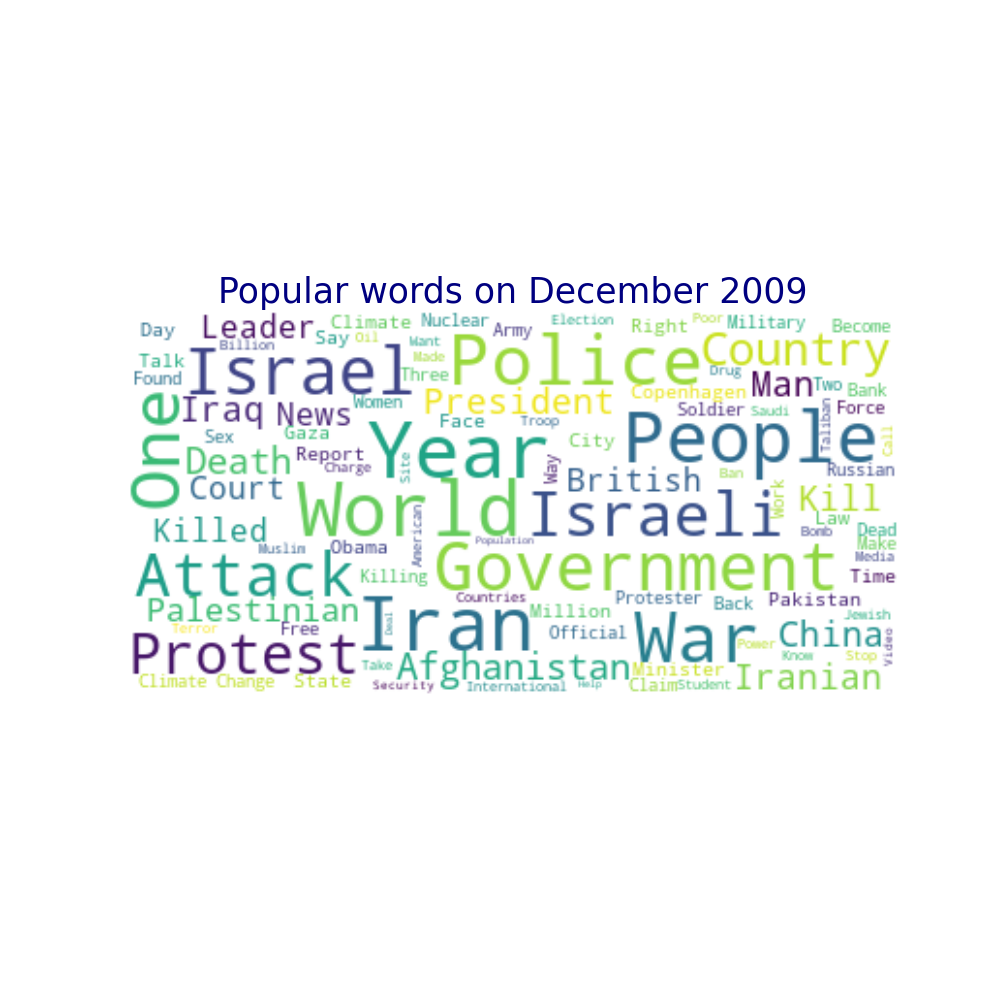 Popular words on December 2009
Day
Leader
Climate
Nuclear
Army
Election
Right
Poor
Military
Become
Billion
Say
Oil
Want
Made
Talk
Found
Israel
Three
Police
Country
Drug
Man
Two
Bank
One
Iraq
News
Women
President
Copenhagen
Soldier
Saudi
Taliban
Force
Call
Sex
Gaza
Face
Troop
City
People
Year
Death
Report
Charge
Site
Way
British
Ban
Russian
Court
World
Israeli
Work
Kill
Law
Killed
Muslim
Obama
American
Population
Bomb
Dead
Make
Media
Attack
Killing
Government
Time
Palestinian
Countries
Million
Protester
Back
Pakistan
Jewish
Terror
Free
Deal
Iran
Official
War
Power
China
Video
Protest
Take
Afghanistan
Minister
Know
Stop
Climate Change
State
Security
International
Help
Claim
Student
Iranian